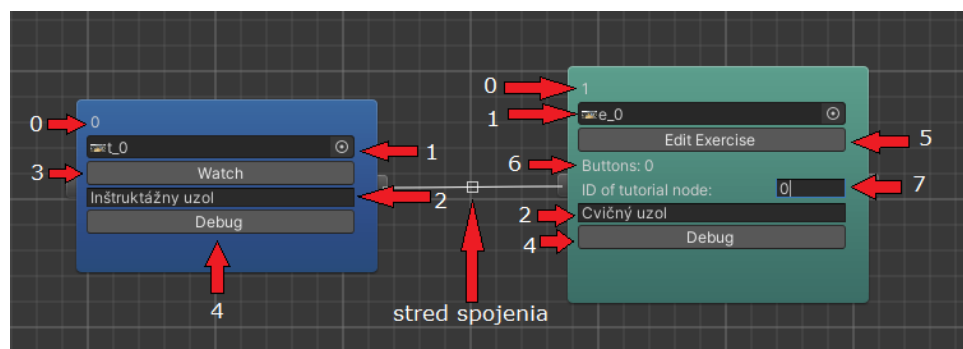 0
0
t_0
1
3
Watch
Inštruktážny uzol
2
Debug
4
stred spojenia
0
1
1
e_0
Edit Exercise
5
6
Buttons: 0
ID of tutorial node: 0
7
2
Cvičný uzol
4
Debug